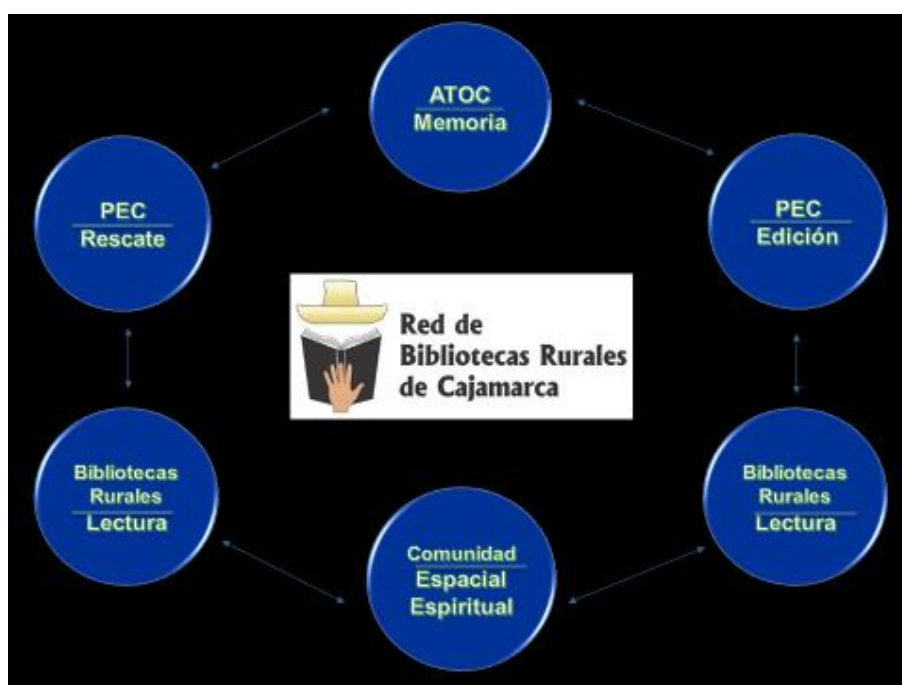 ATOC
Memoria
PEC
Rescate
PEC
Edición
Red de
Bibliotecas Rurales
de Cajamarca
Bibliotecas
Rurales
Lectura
Bibliotecas
Rurales
Lectura
Comunidad
Espacial
Espiritual